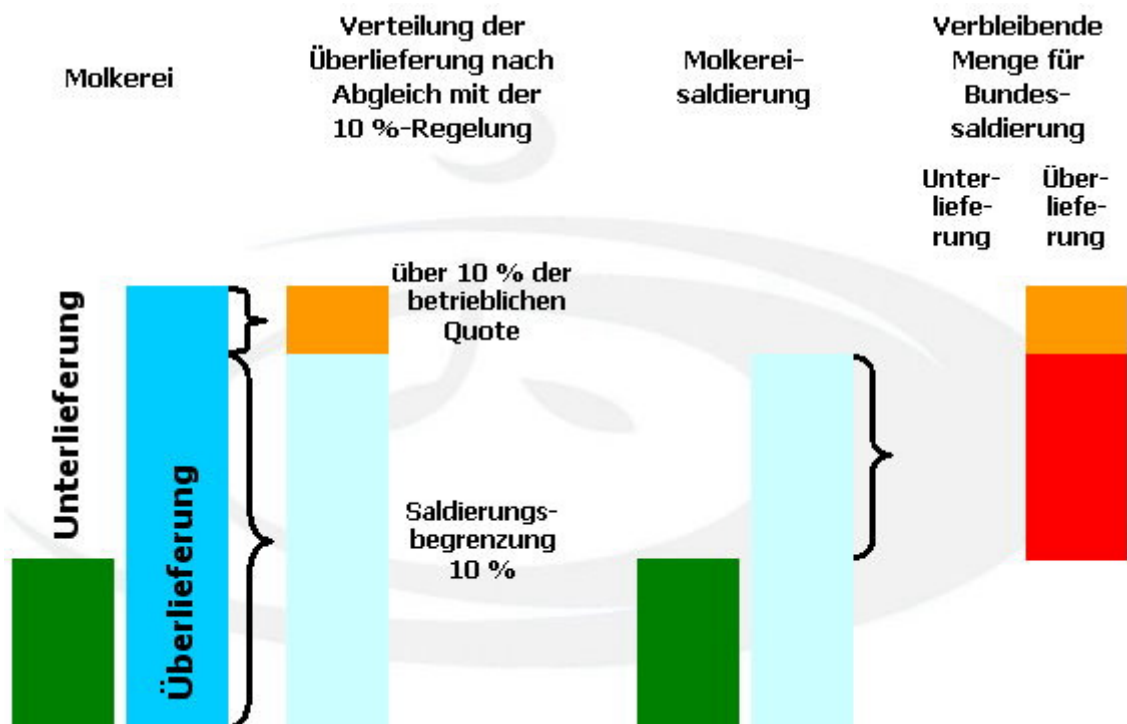 Molkerei
Verteilung der
Überlieferung nach
Abgleich mit der
10 %-Regelung
Molkerei-
saldierung
Verbleibende
Menge für
Bundes-
saldierung
Unter-
liefe-
rung
Über-
liefe-
rung
Unterlieferung
Überlieferung
über 10 % der
betrieblichen
Quote
Saldierungs-
begrenzung
10 %